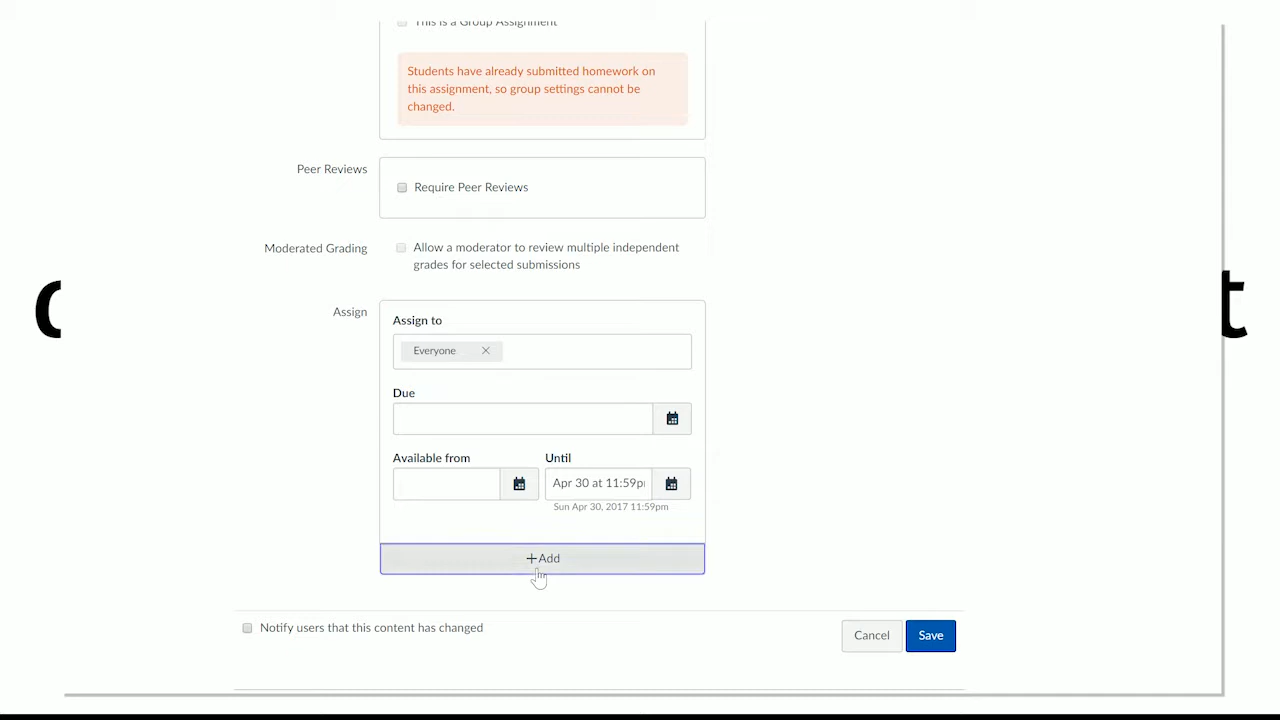 This is a Group Assignment
Students have already submitted homework on
this assignment, so group settings cannot be
changed.
Peer Reviews
Require Peer Reviews
Moderated Grading
Allow a moderator to review multiple independent
grades for selected submissions
Assign
Assign to
Everyone
Due
Available from
Until
Apr 30 at 11:59p
Sun Apr 30, 2017 11:59pm
+Add
Notify users that this content has changed
Cancel
Save
t